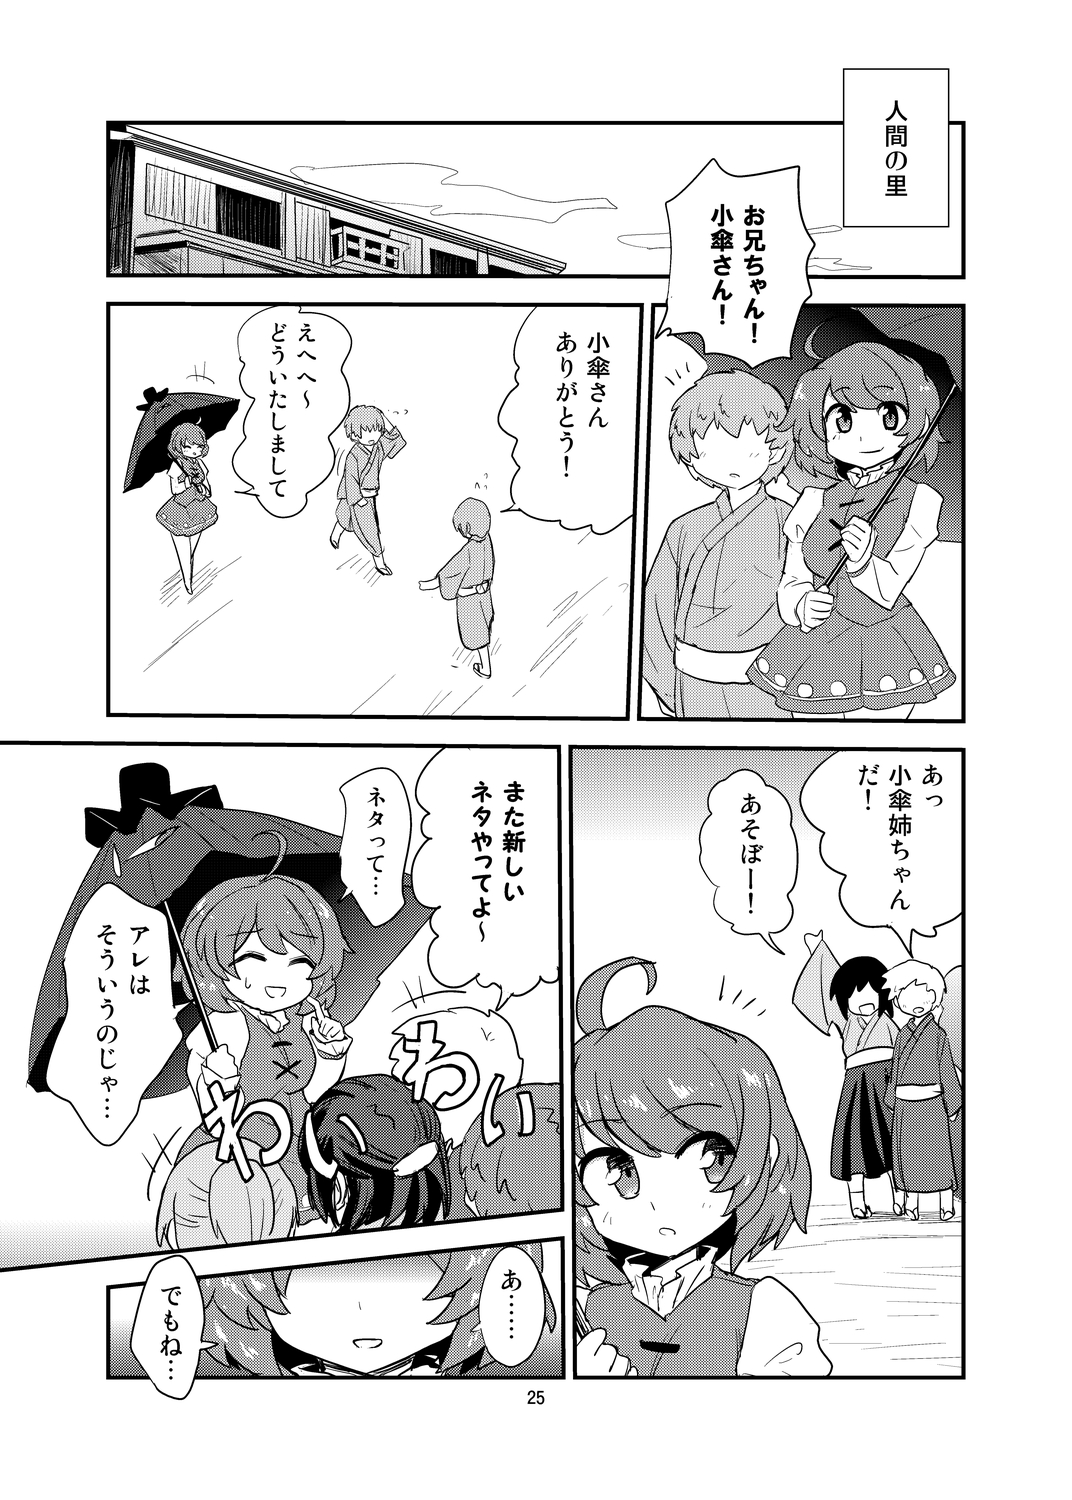 人間の里
お兄ちゃん！
小傘さん！
小傘さん
ありがとう！
えへへ～
どういたしまして
あっ
小傘姉ちゃん
だ！
あそぼー！
また新しい
ネタやってよ～
ネタって…
アレは
そういうのじゃ…
わい
わい
あ……
でもね…
25